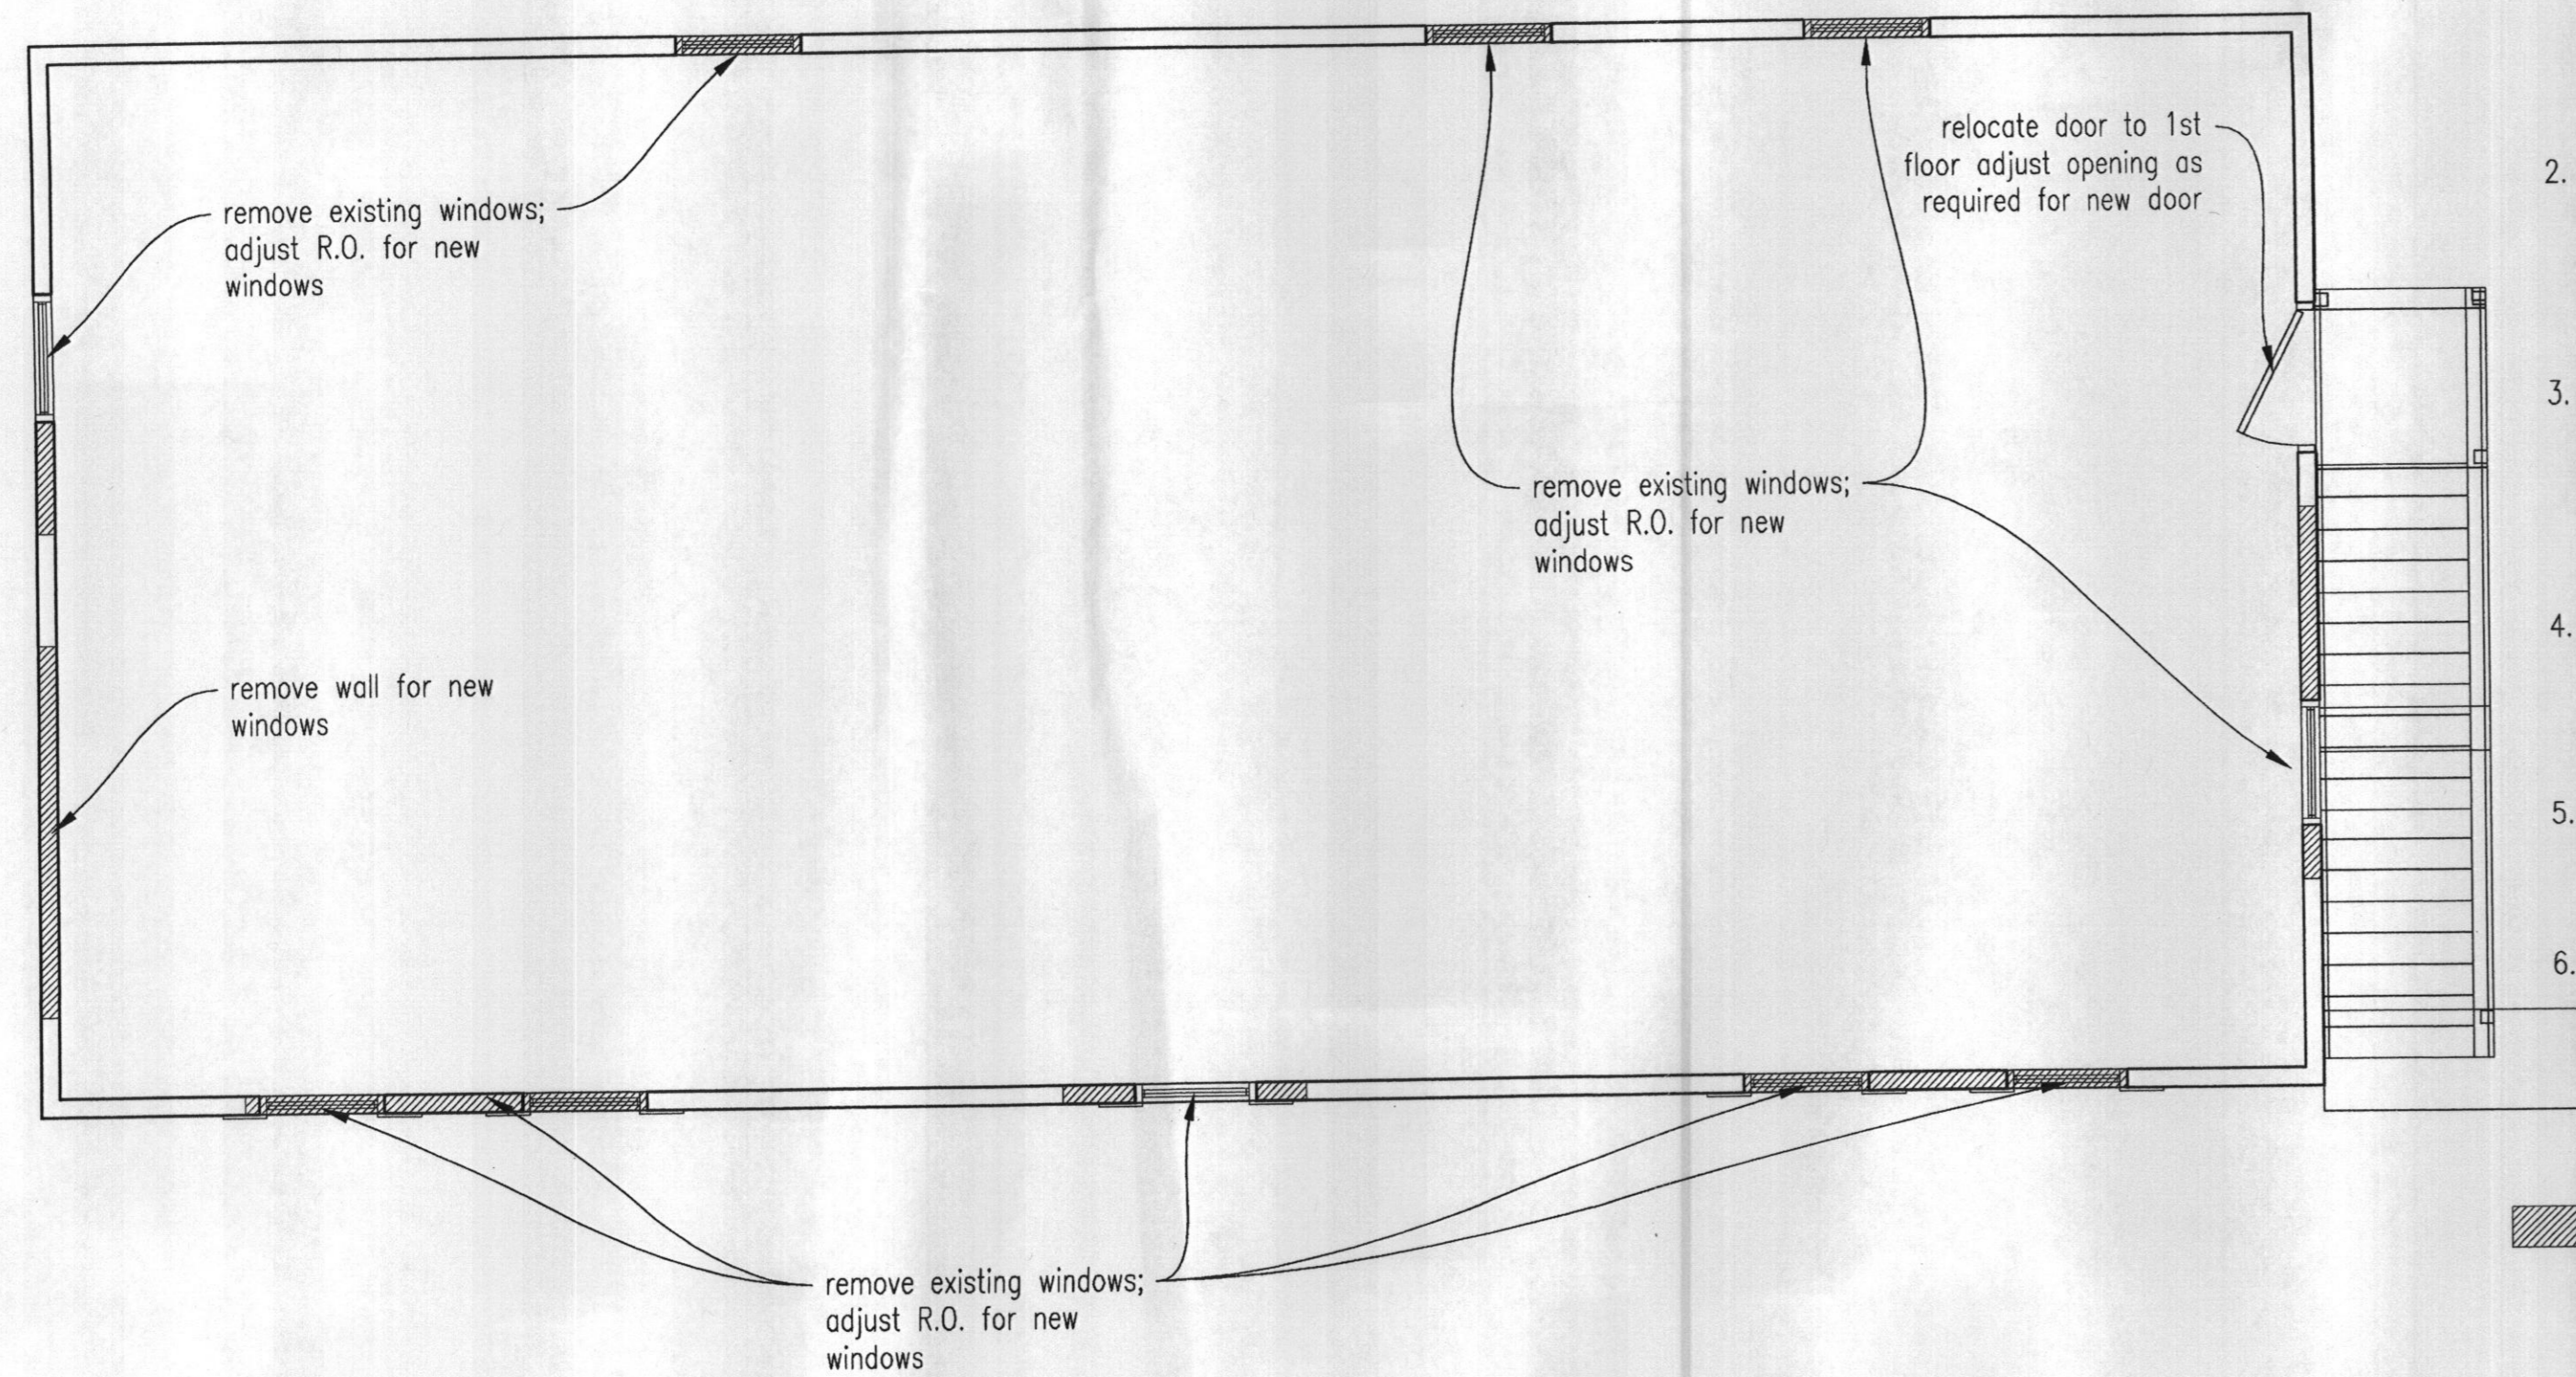 relocate door to 1st
floor adjust opening as
required for new door
2.
remove existing windows;
adjust R.O. for new
windows
3.
remove existing windows;
adjust R.O. for new
windows
4.
remove wall for new
windows
5.
6.
remove existing windows;
adjust R.O. for new
windows